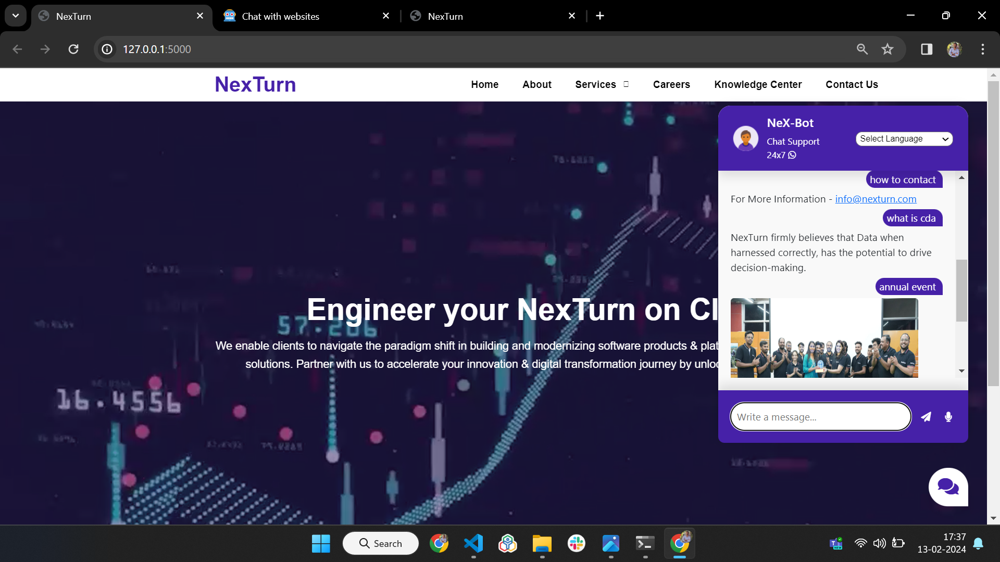 NexTurn
Chat with websites
NexTurn
127.0.0.1:5000
NexTurn
Home
About
Services
Careers
Knowledge Center
Contact Us
NeX-Bot
Chat Support
24x7
Select Language
how to contact
For More Information - info@nexturn.com
what is cda
NexTurn firmly believes that Data when
harnessed correctly, has the potential to drive
decision-making.
annual event
Write a message...
Engineer your NexTurn on Cl
57.286
We enable clients to navigate the paradigm shift in building and modernizing software products & plat
solutions. Partner with us to accelerate your innovation & digital transformation journey by unloc
16.4556
Search
17:37
13-02-2024